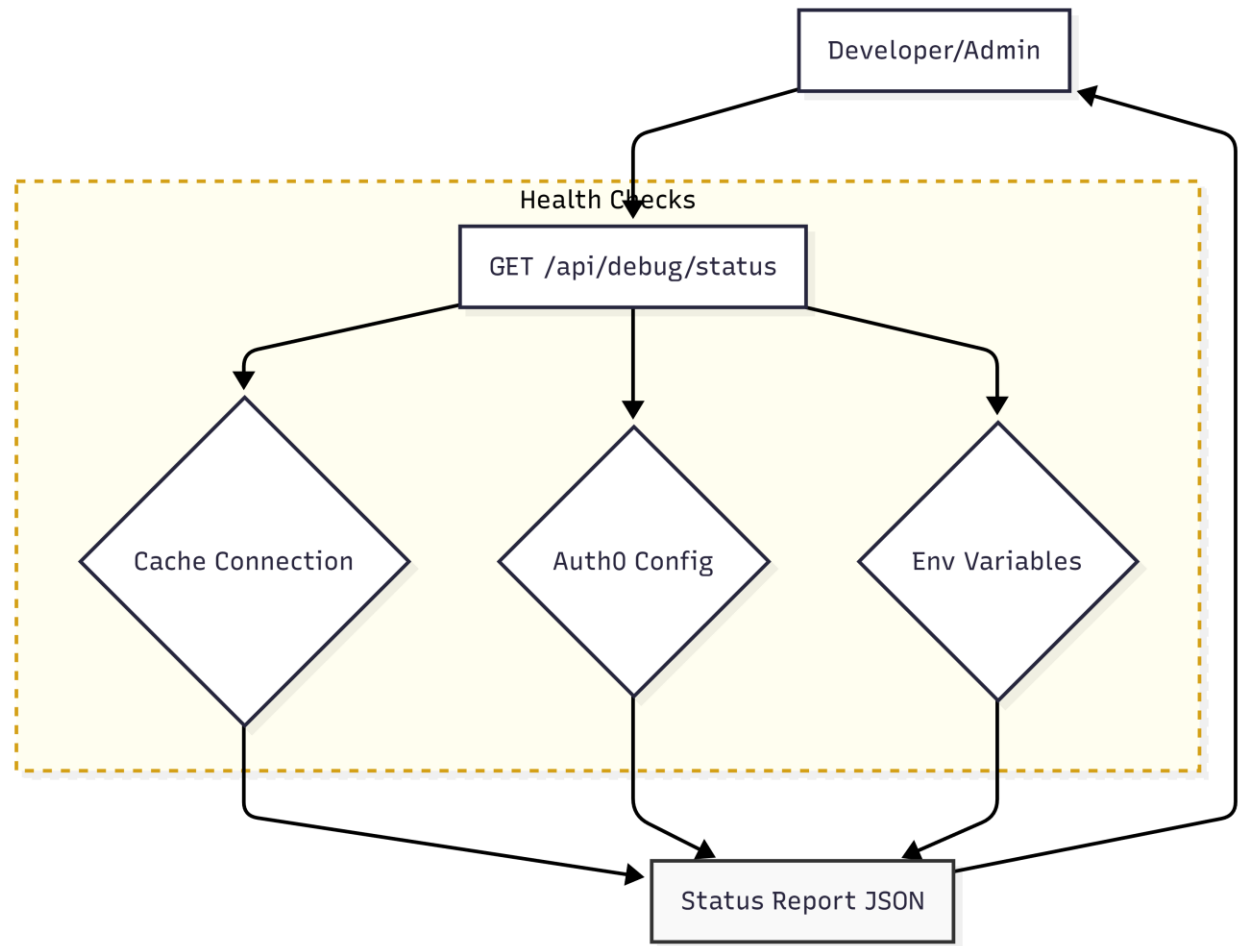 Developer/Admin
Health Checks
GET /api/debug/status
Cache Connection
Auth0 Config
Env Variables
Status Report JSON